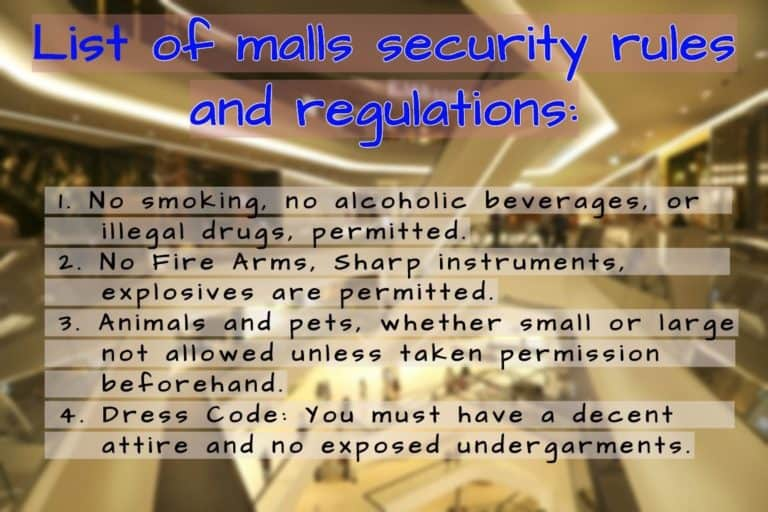 List of malls security rules
and regulations:
1. No smoking, no alcoholic beverages, or
illegal drugs, permitted.
2. No Fire Arms, Sharp instruments,
explosives are permitted.
3. Animals and pets, whether small or large
not allowed unless taken permission
beforehand.
4. Dress Code: You must have a decent
attire and no exposed undergarments.